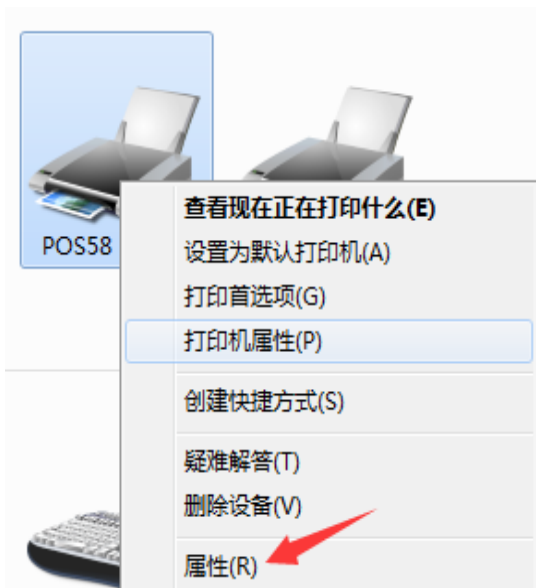 POS58
查看现在正在打印什么(E)
设置为默认打印机(A)
打印首选项(G)
打印机属性(P)
创建快捷方式(S)
疑难解答(T)
删除设备(V)
属性(R)